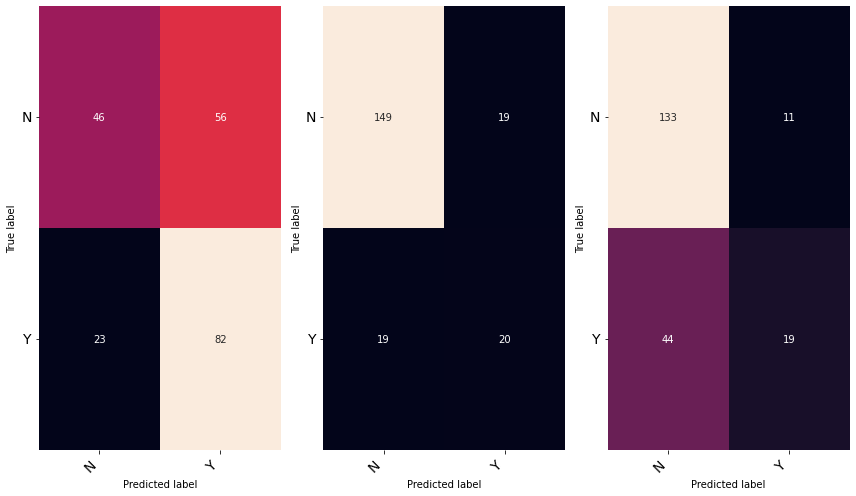 N 46 56
True label
Y 23 82
N Y
Predicted label
N 149 19
True label
Y 19 20
N Y
Predicted label
N 133 11
True label
Y 44 19
N Y
Predicted label